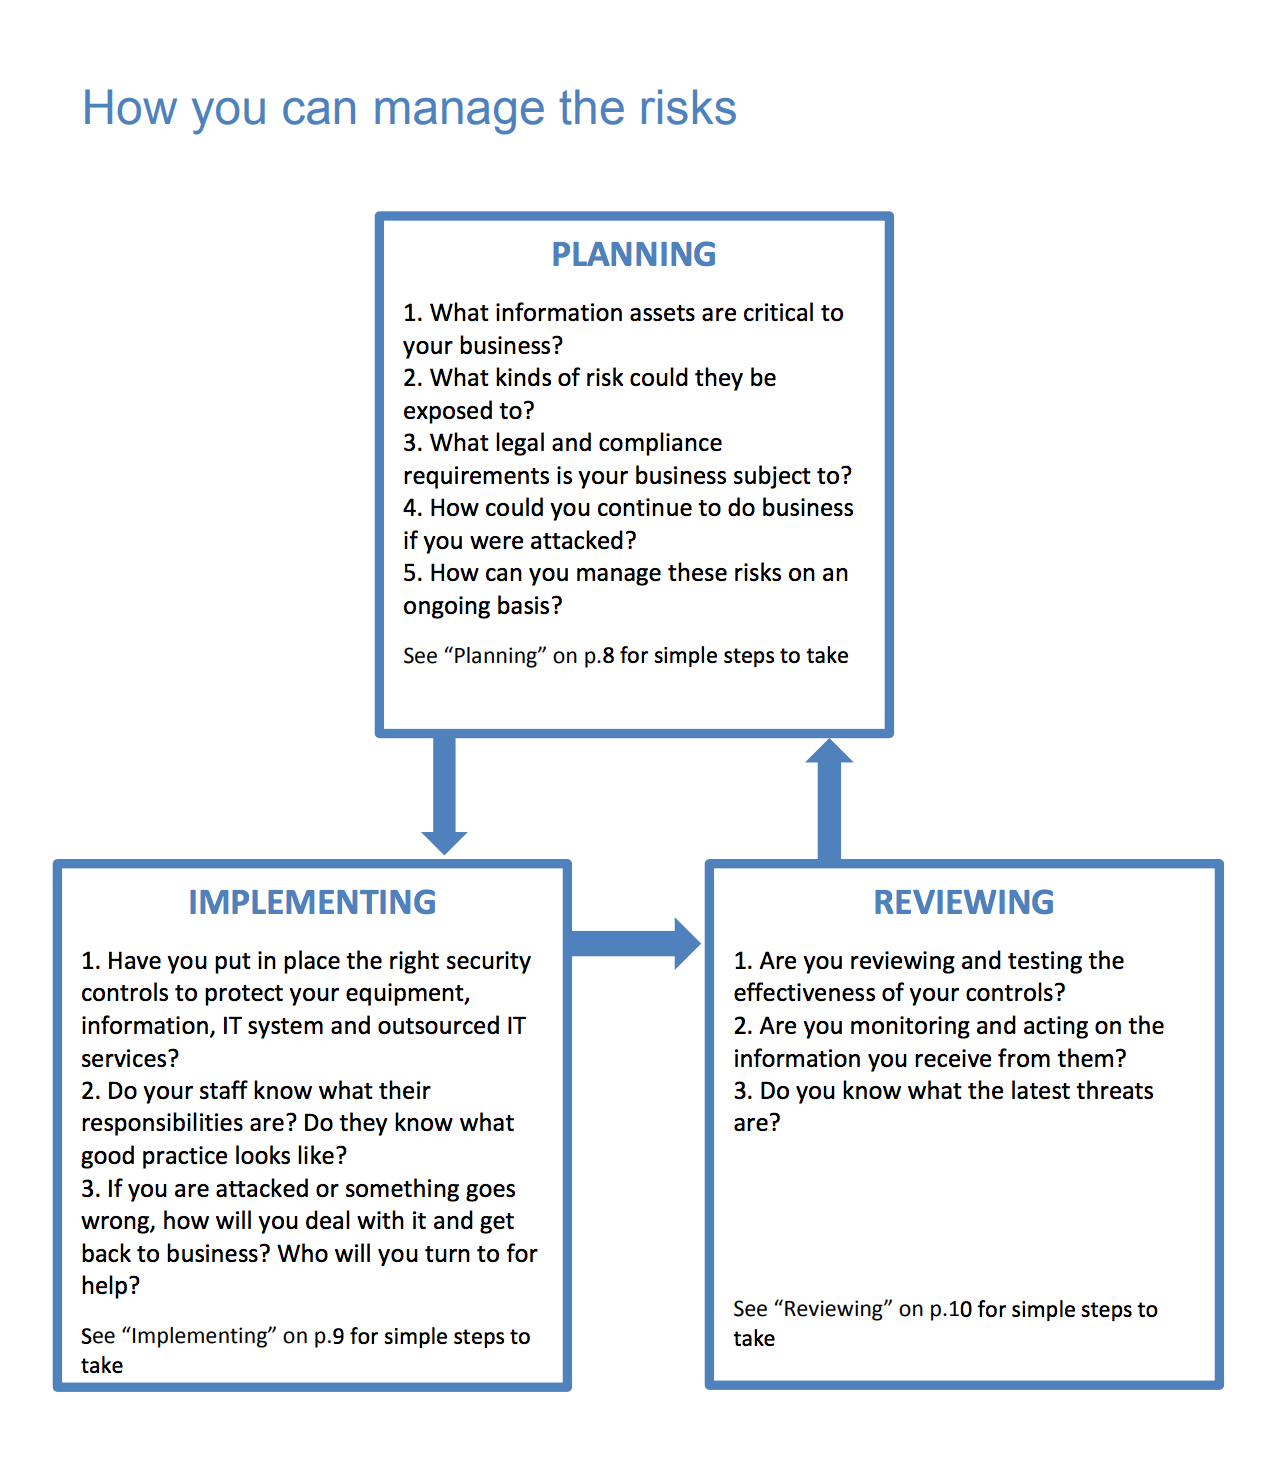 How you can manage the risks
PLANNING
1. What information assets are critical to
your business?
2. What kinds of risk could they be
exposed to?
3. What legal and compliance
requirements is your business subject to?
4. How could you continue to do business
if you were attacked?
5. How can you manage these risks on an
ongoing basis?
See “Planning” on p.8 for simple steps to take
IMPLEMENTING
1. Have you put in place the right security
controls to protect your equipment,
information, IT system and outsourced IT
services?
2. Do your staff know what their
responsibilities are? Do they know what
good practice looks like?
3. If you are attacked or something goes
wrong, how will you deal with it and get
back to business? Who will you turn to for
help?
See “Implementing” on p.9 for simple steps to
take
REVIEWING
1. Are you reviewing and testing the
effectiveness of your controls?
2. Are you monitoring and acting on the
information you receive from them?
3. Do you know what the latest threats
are?
See “Reviewing” on p.10 for simple steps to
take